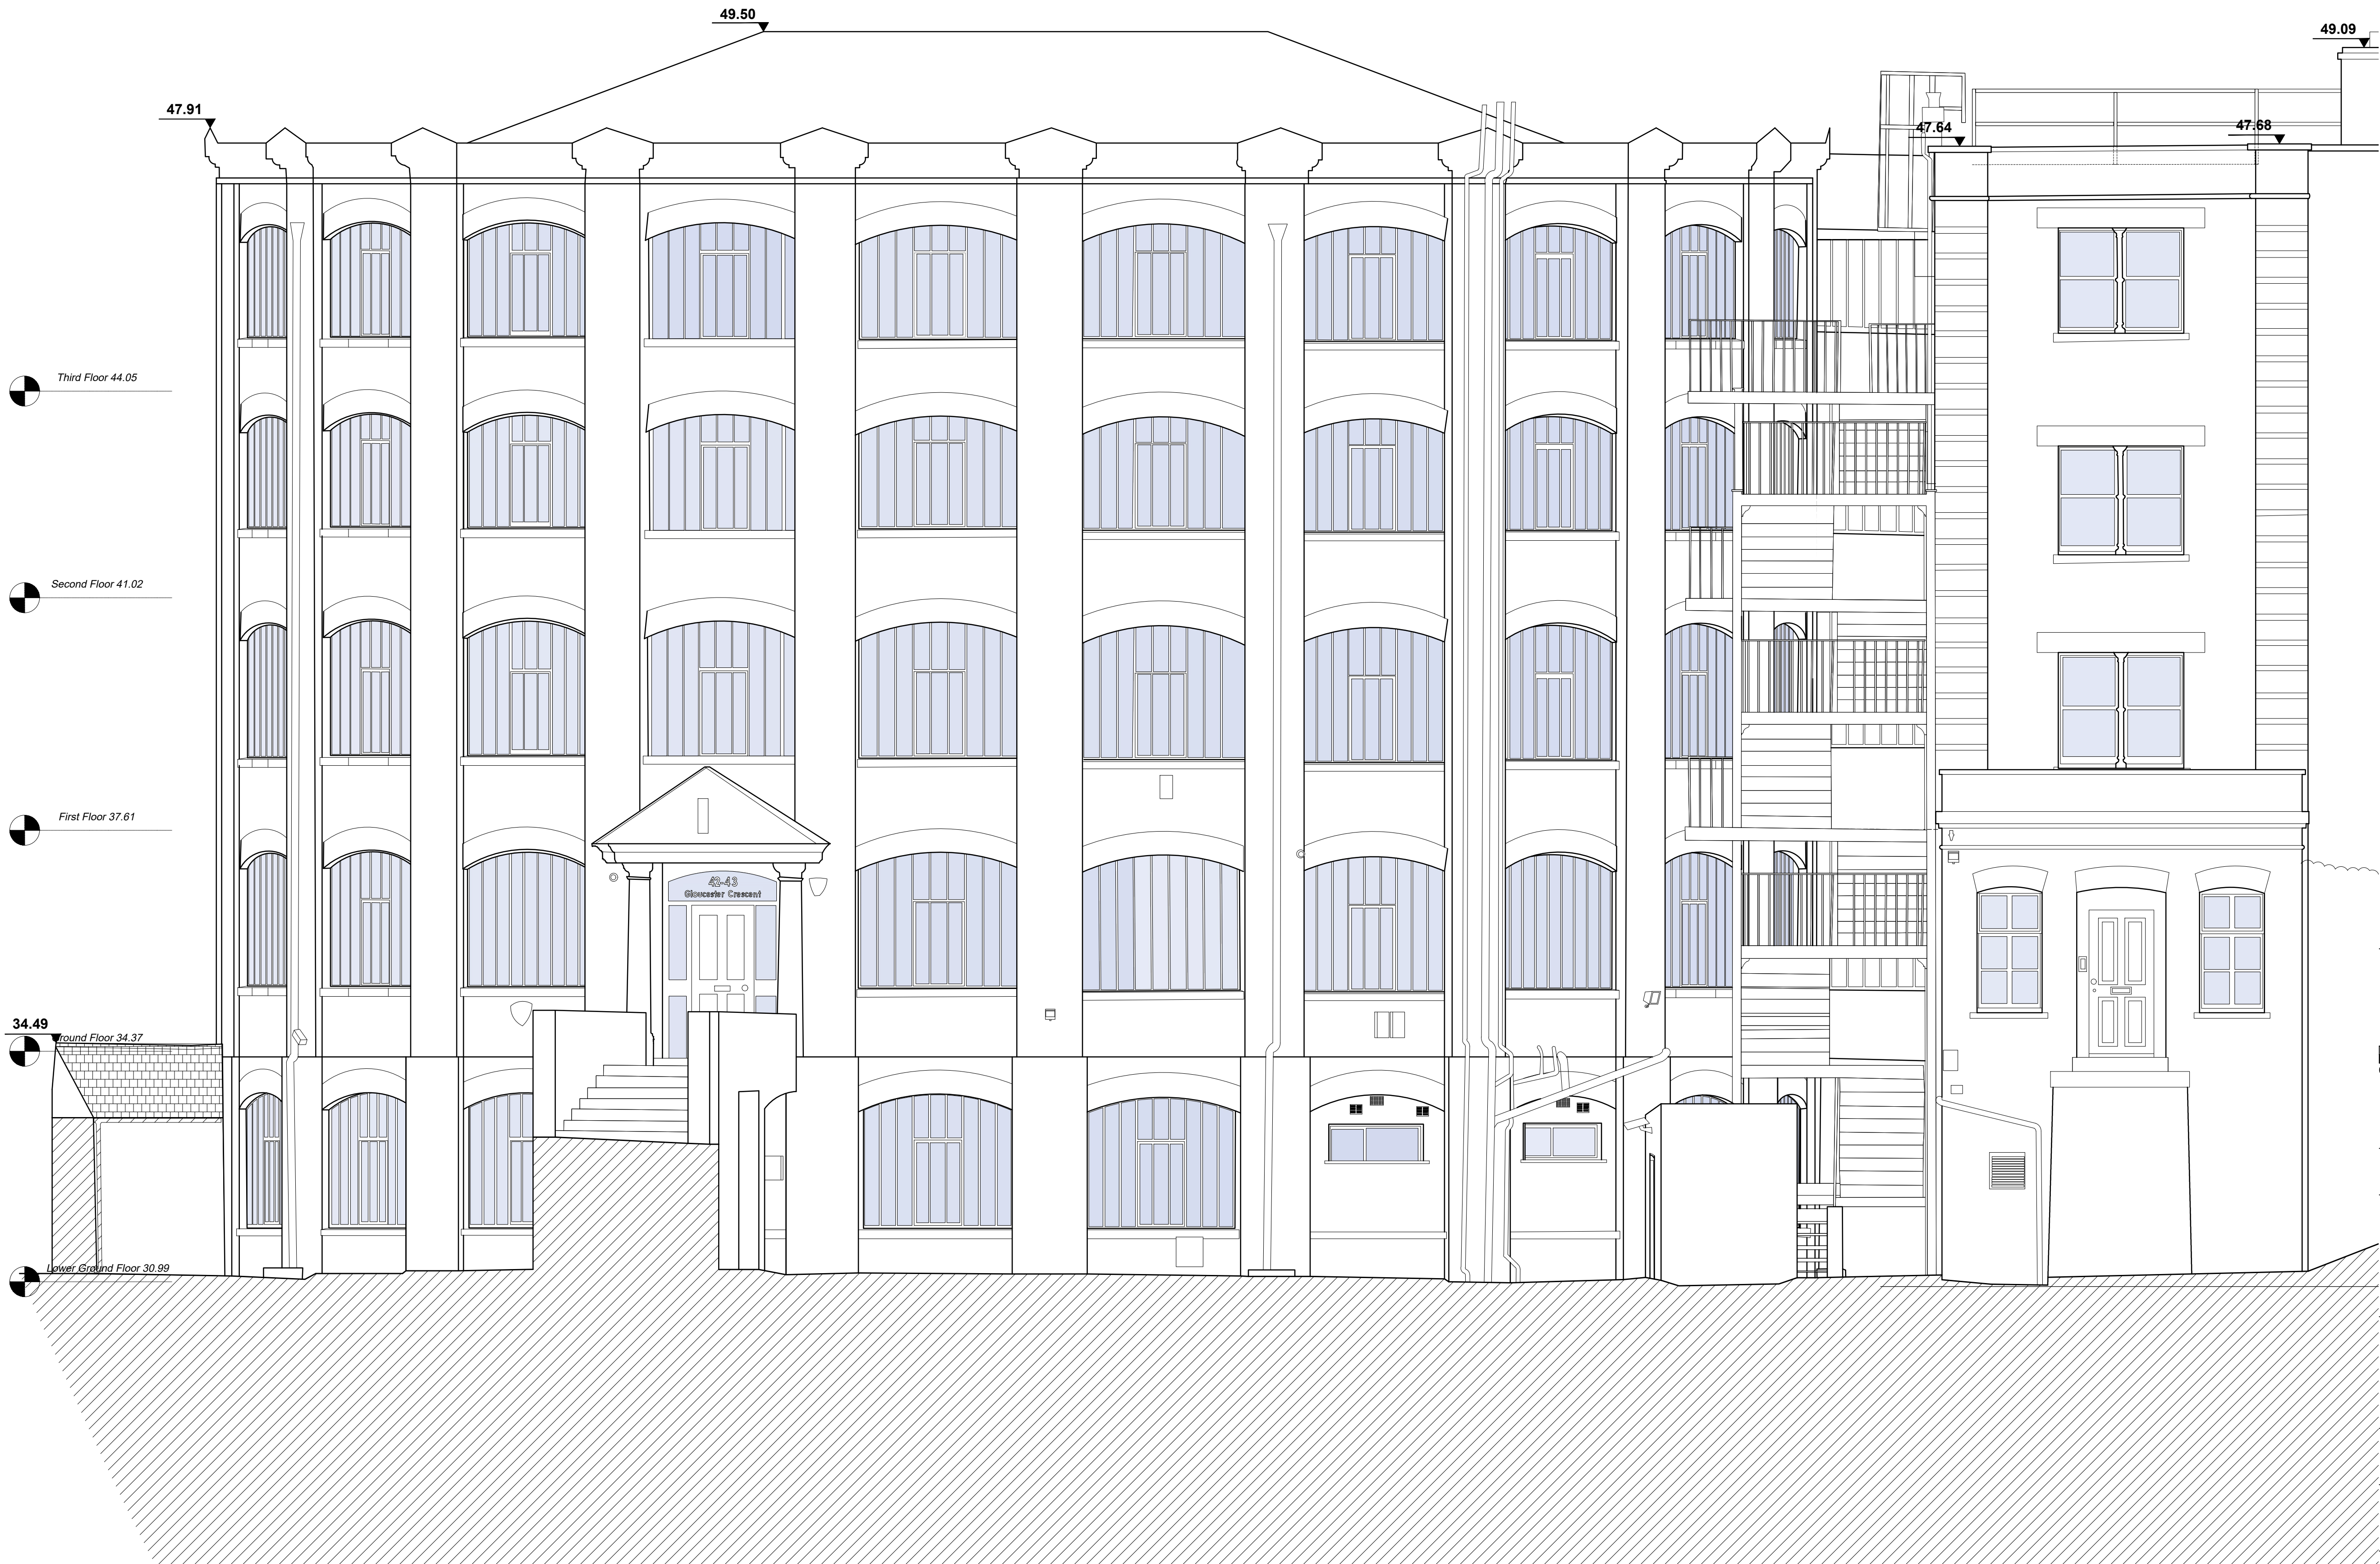 49.50
49.09
47.91
47.64
47.68
Third Floor 44.05
Second Floor 41.02
First Floor 37.61
42-43
Gloucester Crescent
34.49
Ground Floor 34.37
Lower Ground Floor 30.99